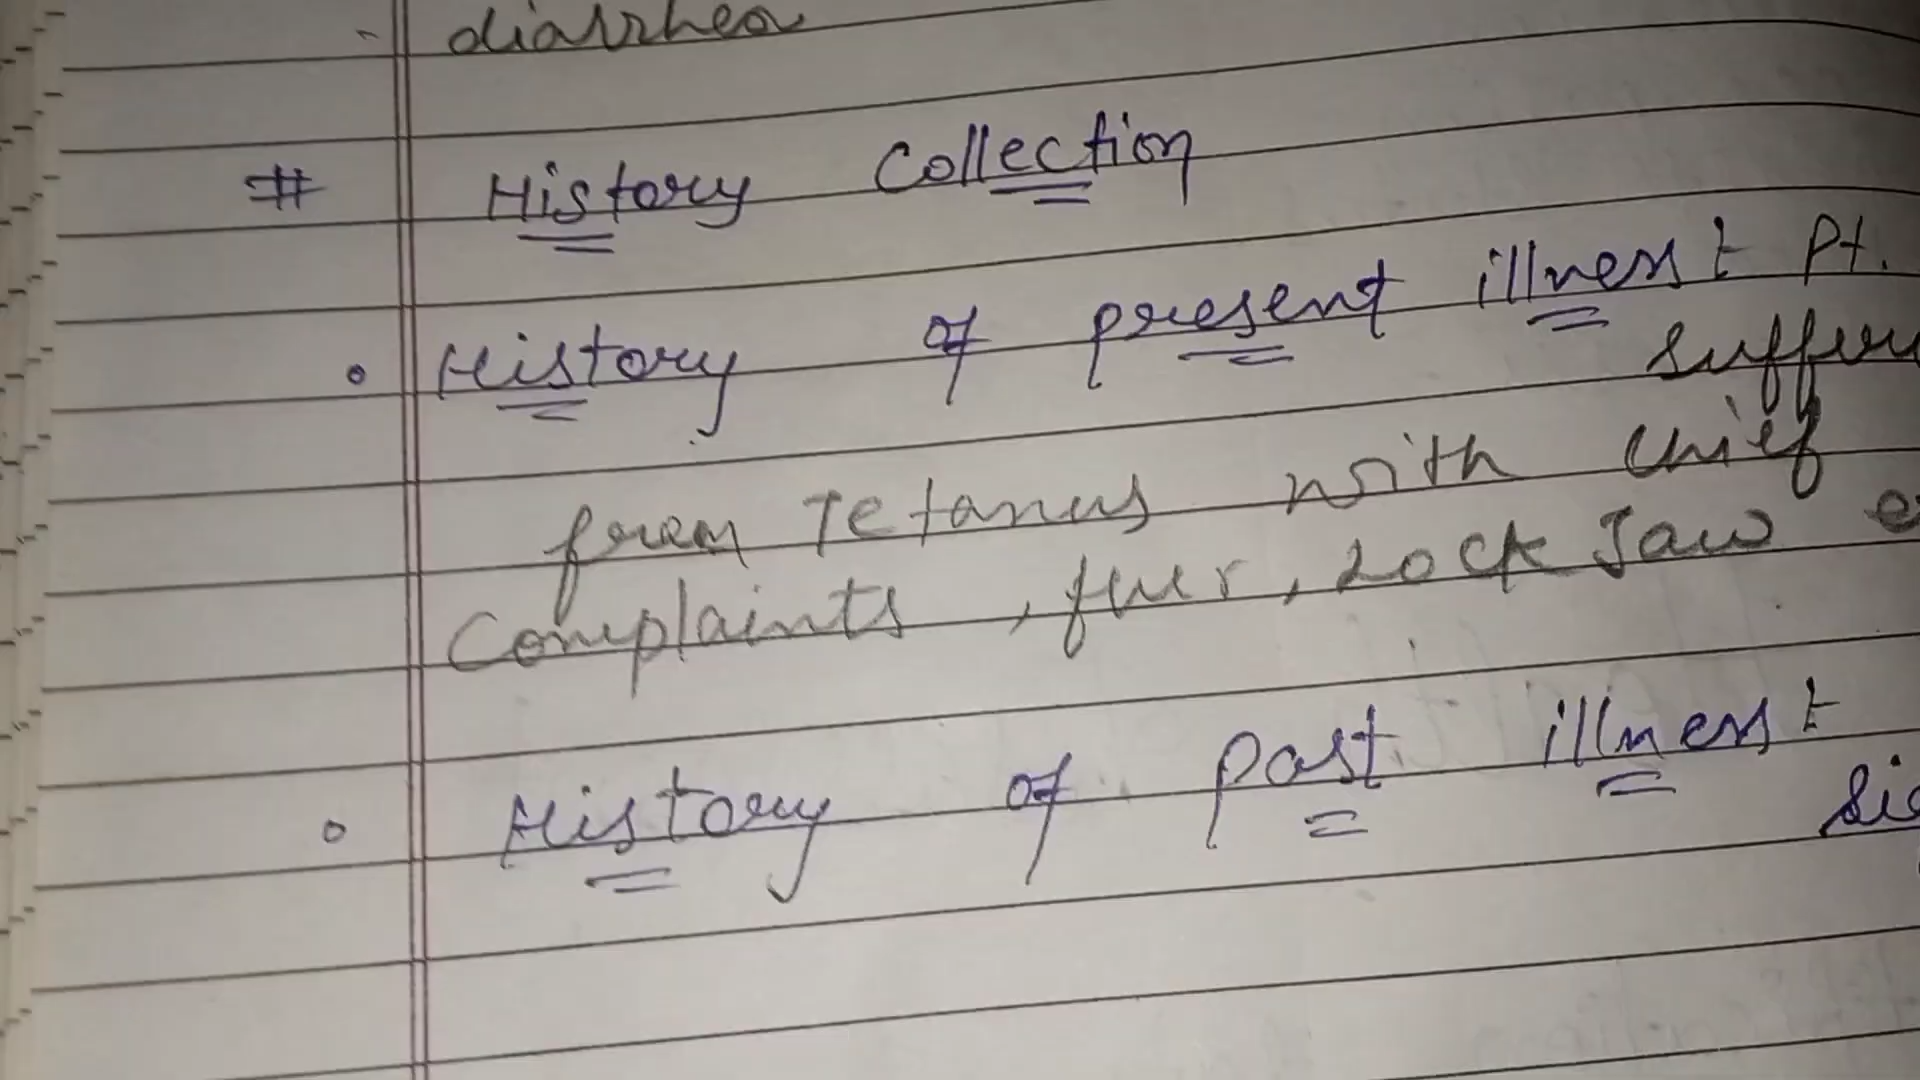 - diarrhea
# History Collection
• History of present illness :- Pt.
suffer
from Tetanus with chief
Complaints , fever, Lock Jaw
• History of past illness :-